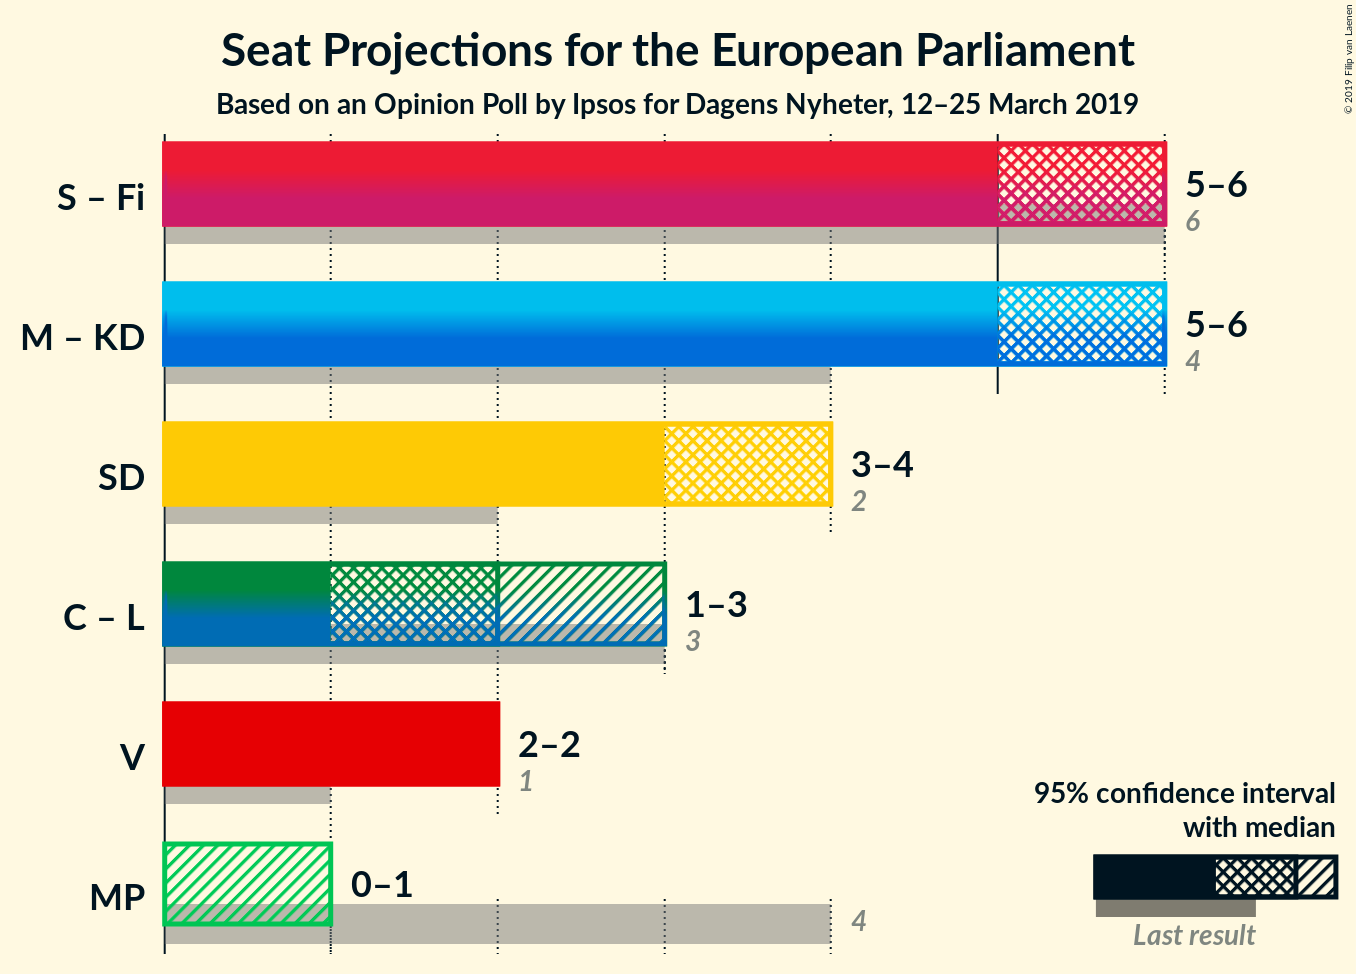 Seat Projections for the European Parliament
Based on an Opinion Poll by Ipsos for Dagens Nyheter, 12–25 March 2019
© 2019 Filip van Laenen
S – Fi
5–6
6
M – KD
5–6
4
SD
3–4
2
C – L
1–3
3
V
2–2
1
MP
0–1
4
95% confidence interval
with median
Last result